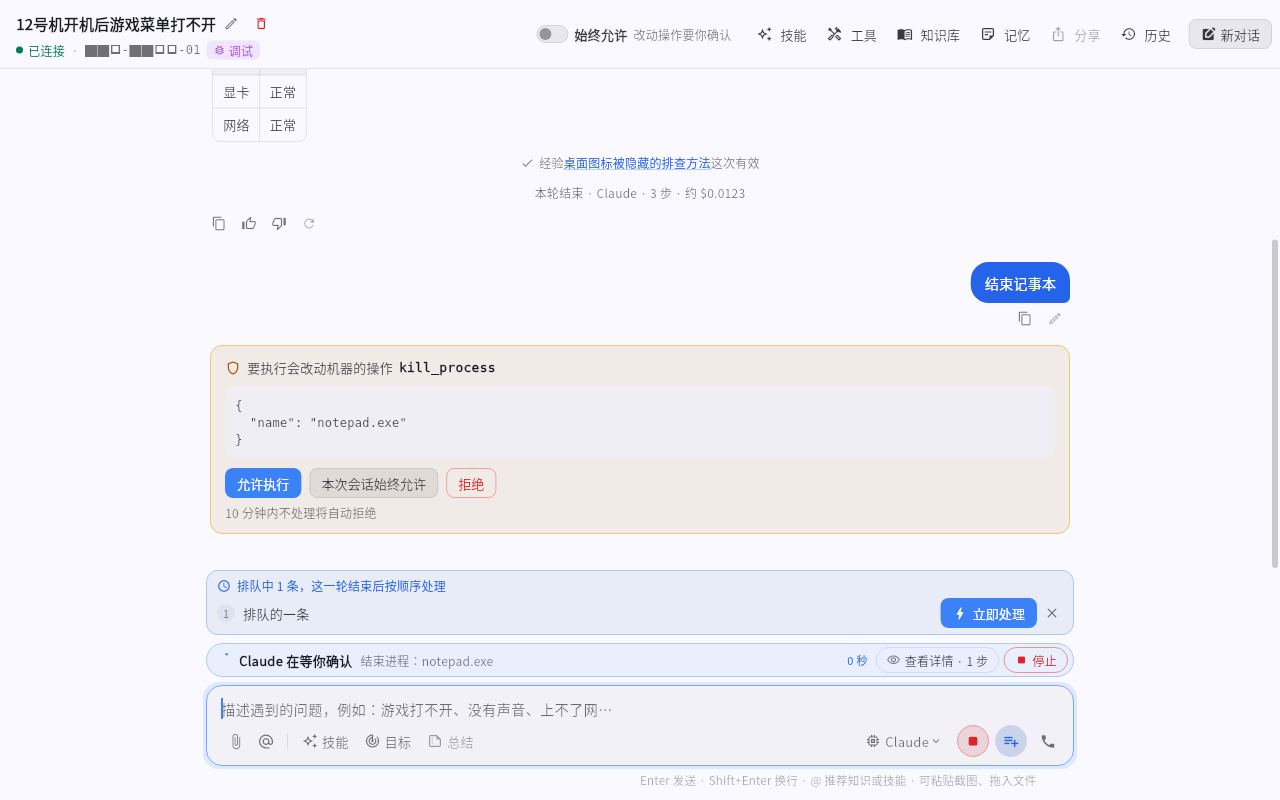 12号机开机后游戏菜单打不开
已连接 · ██口-██口口-01 调试
始终允许 改动操作要你确认 技能 工具 知识库 记忆 分享 历史 新对话
显卡 正常
网络 正常
经验桌面图标被隐藏的排查方法这次有效
本轮结束 · Claude · 3 步 · 约 $0.0123
结束记事本
要执行会改动机器的操作 kill_process
{
"name": "notepad.exe"
}
允许执行 本次会话始终允许 拒绝
10 分钟内不处理将自动拒绝
排队中 1 条，这一轮结束后按顺序处理
1 排队的一条 立即处理
Claude 在等你确认 结束进程：notepad.exe 0 秒 查看详情 · 1 步 停止
描述遇到的问题，例如：游戏打不开、没有声音、上不了网…
技能 目标 总结 Claude
Enter 发送 · Shift+Enter 换行 · @ 推荐知识或技能 · 可粘贴截图、拖入文件